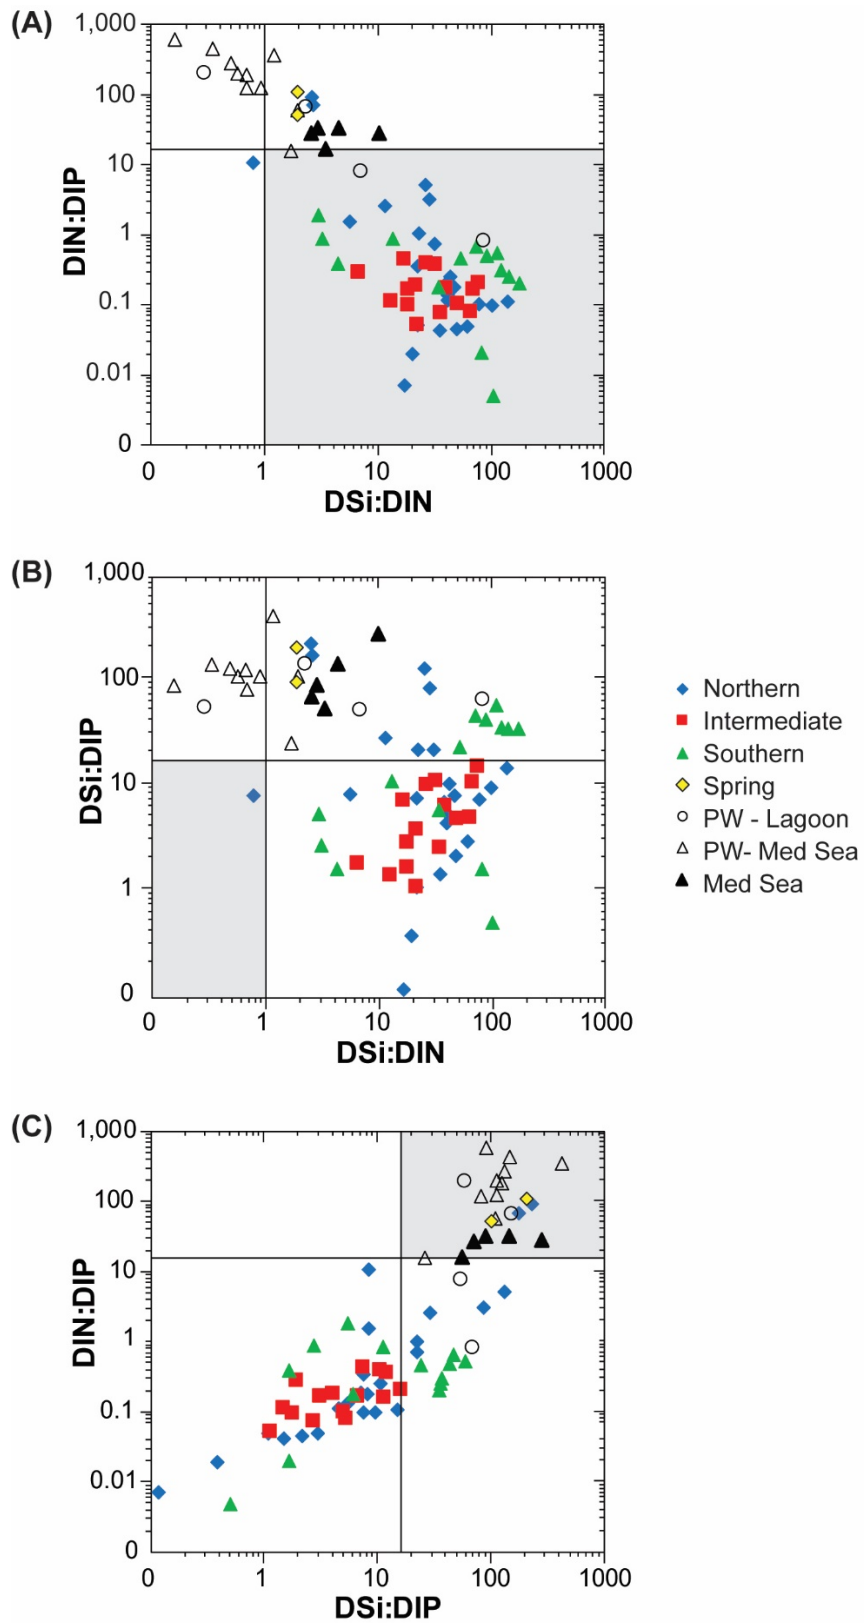 (A)
1,000
100
10
1
0.1
0.01
0
DIN:DIP
0 1 10 100 1000
DSi:DIN
(B)
1,000
100
10
1
0
DSi:DIP
0 1 10 100 1000
DSi:DIN
Northern
Intermediate
Southern
Spring
PW - Lagoon
PW- Med Sea
Med Sea
(C)
1,000
100
10
1
0.1
0.01
0
DIN:DIP
0 1 10 100 1000
DSi:DIP